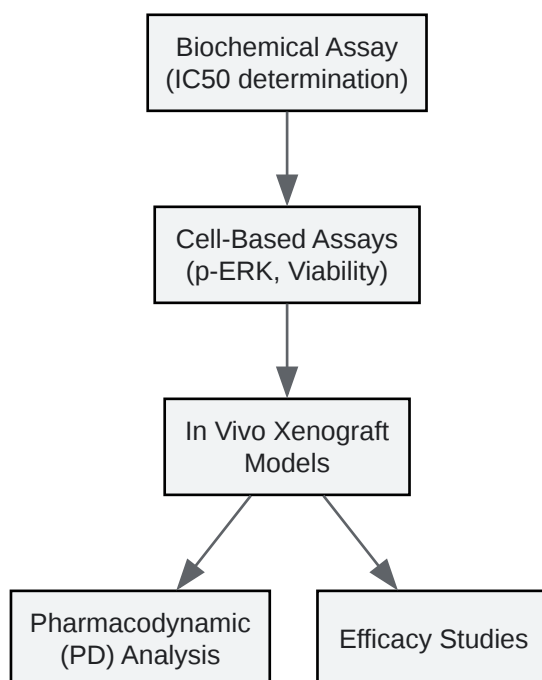 Biochemical Assay
(IC50 determination)
Cell-Based Assays
(p-ERK, Viability)
In Vivo Xenograft
Models
Pharmacodynamic
(PD) Analysis
Efficacy Studies